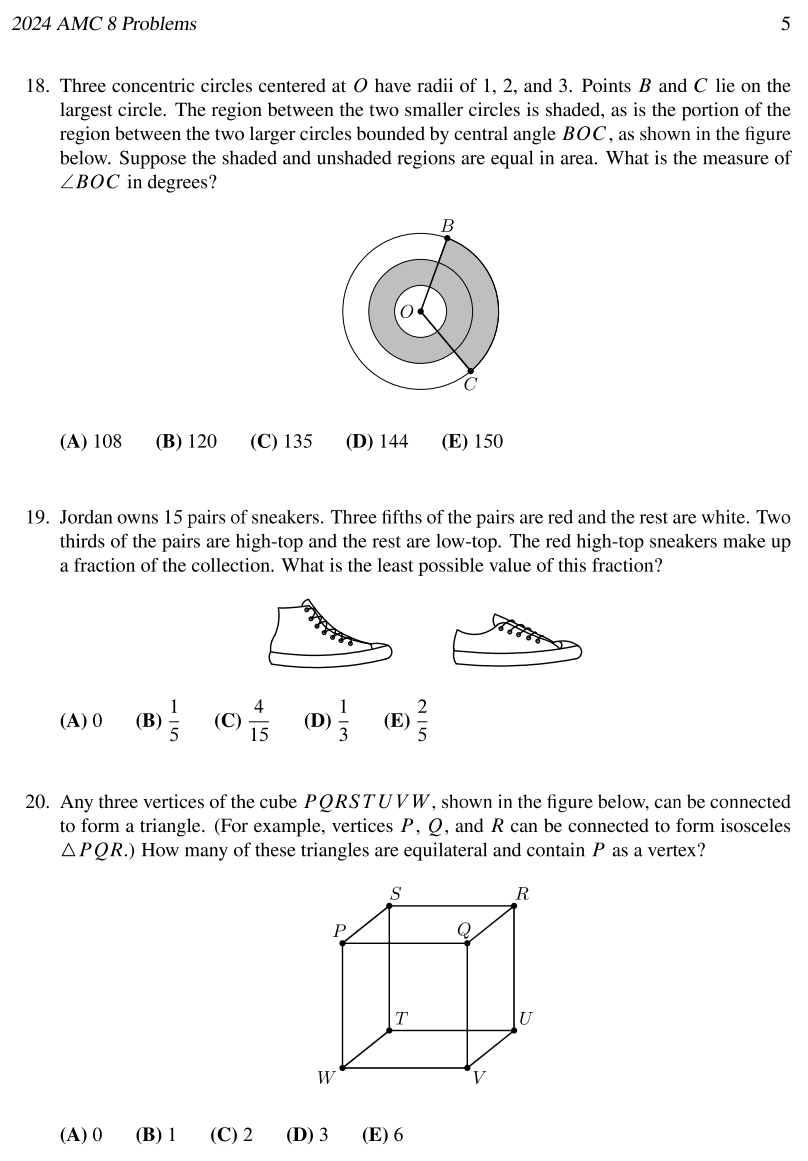 2024 AMC 8 Problems 5
18. Three concentric circles centered at O have radii of 1, 2, and 3. Points B and C lie on the
largest circle. The region between the two smaller circles is shaded, as is the portion of the
region between the two larger circles bounded by central angle BOC, as shown in the figure
below. Suppose the shaded and unshaded regions are equal in area. What is the measure of
∠BOC in degrees?
B
O
C
(A) 108 (B) 120 (C) 135 (D) 144 (E) 150
19. Jordan owns 15 pairs of sneakers. Three fifths of the pairs are red and the rest are white. Two
thirds of the pairs are high-top and the rest are low-top. The red high-top sneakers make up
a fraction of the collection. What is the least possible value of this fraction?
(A) 0 (B) 1/5 (C) 4/15 (D) 1/3 (E) 2/5
20. Any three vertices of the cube PQRSTUVW, shown in the figure below, can be connected
to form a triangle. (For example, vertices P, Q, and R can be connected to form isosceles
△PQR.) How many of these triangles are equilateral and contain P as a vertex?
S R
P Q
T U
W V
(A) 0 (B) 1 (C) 2 (D) 3 (E) 6